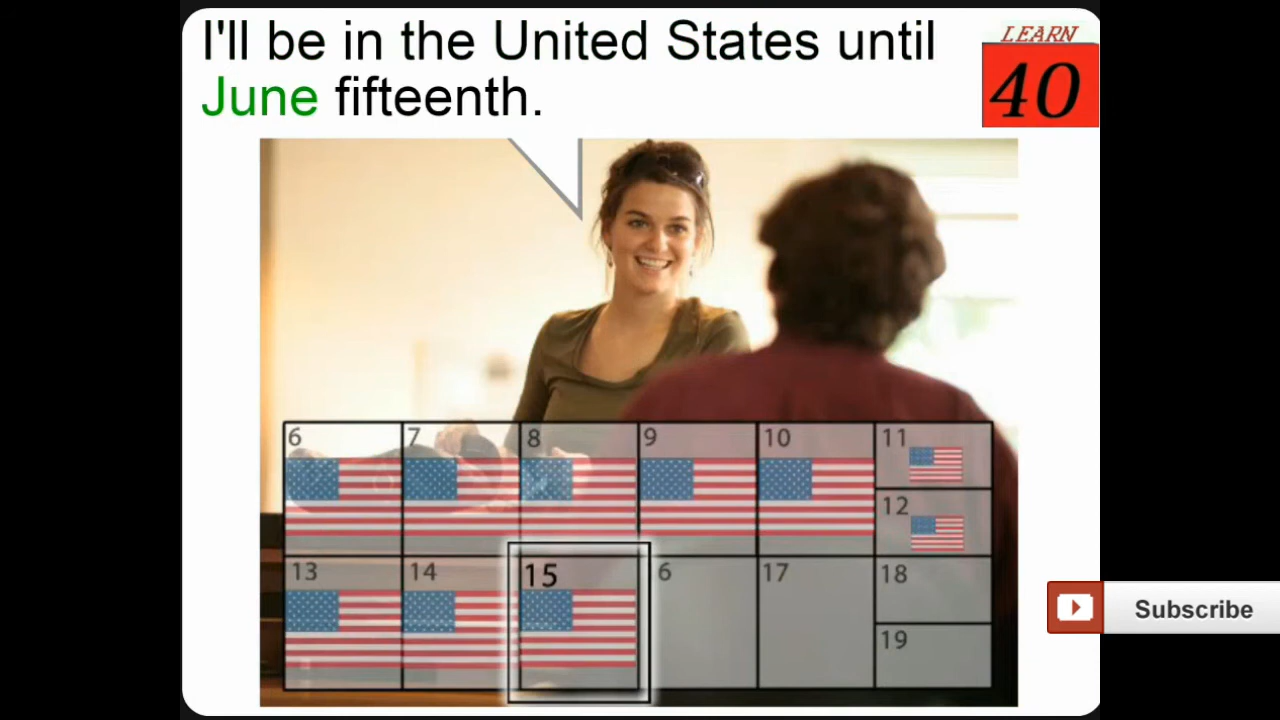 I'll be in the United States until
June fifteenth.
LEARN
40
6 7 8 9 10 11
12
13 14 15 6 17 18
19
Subscribe